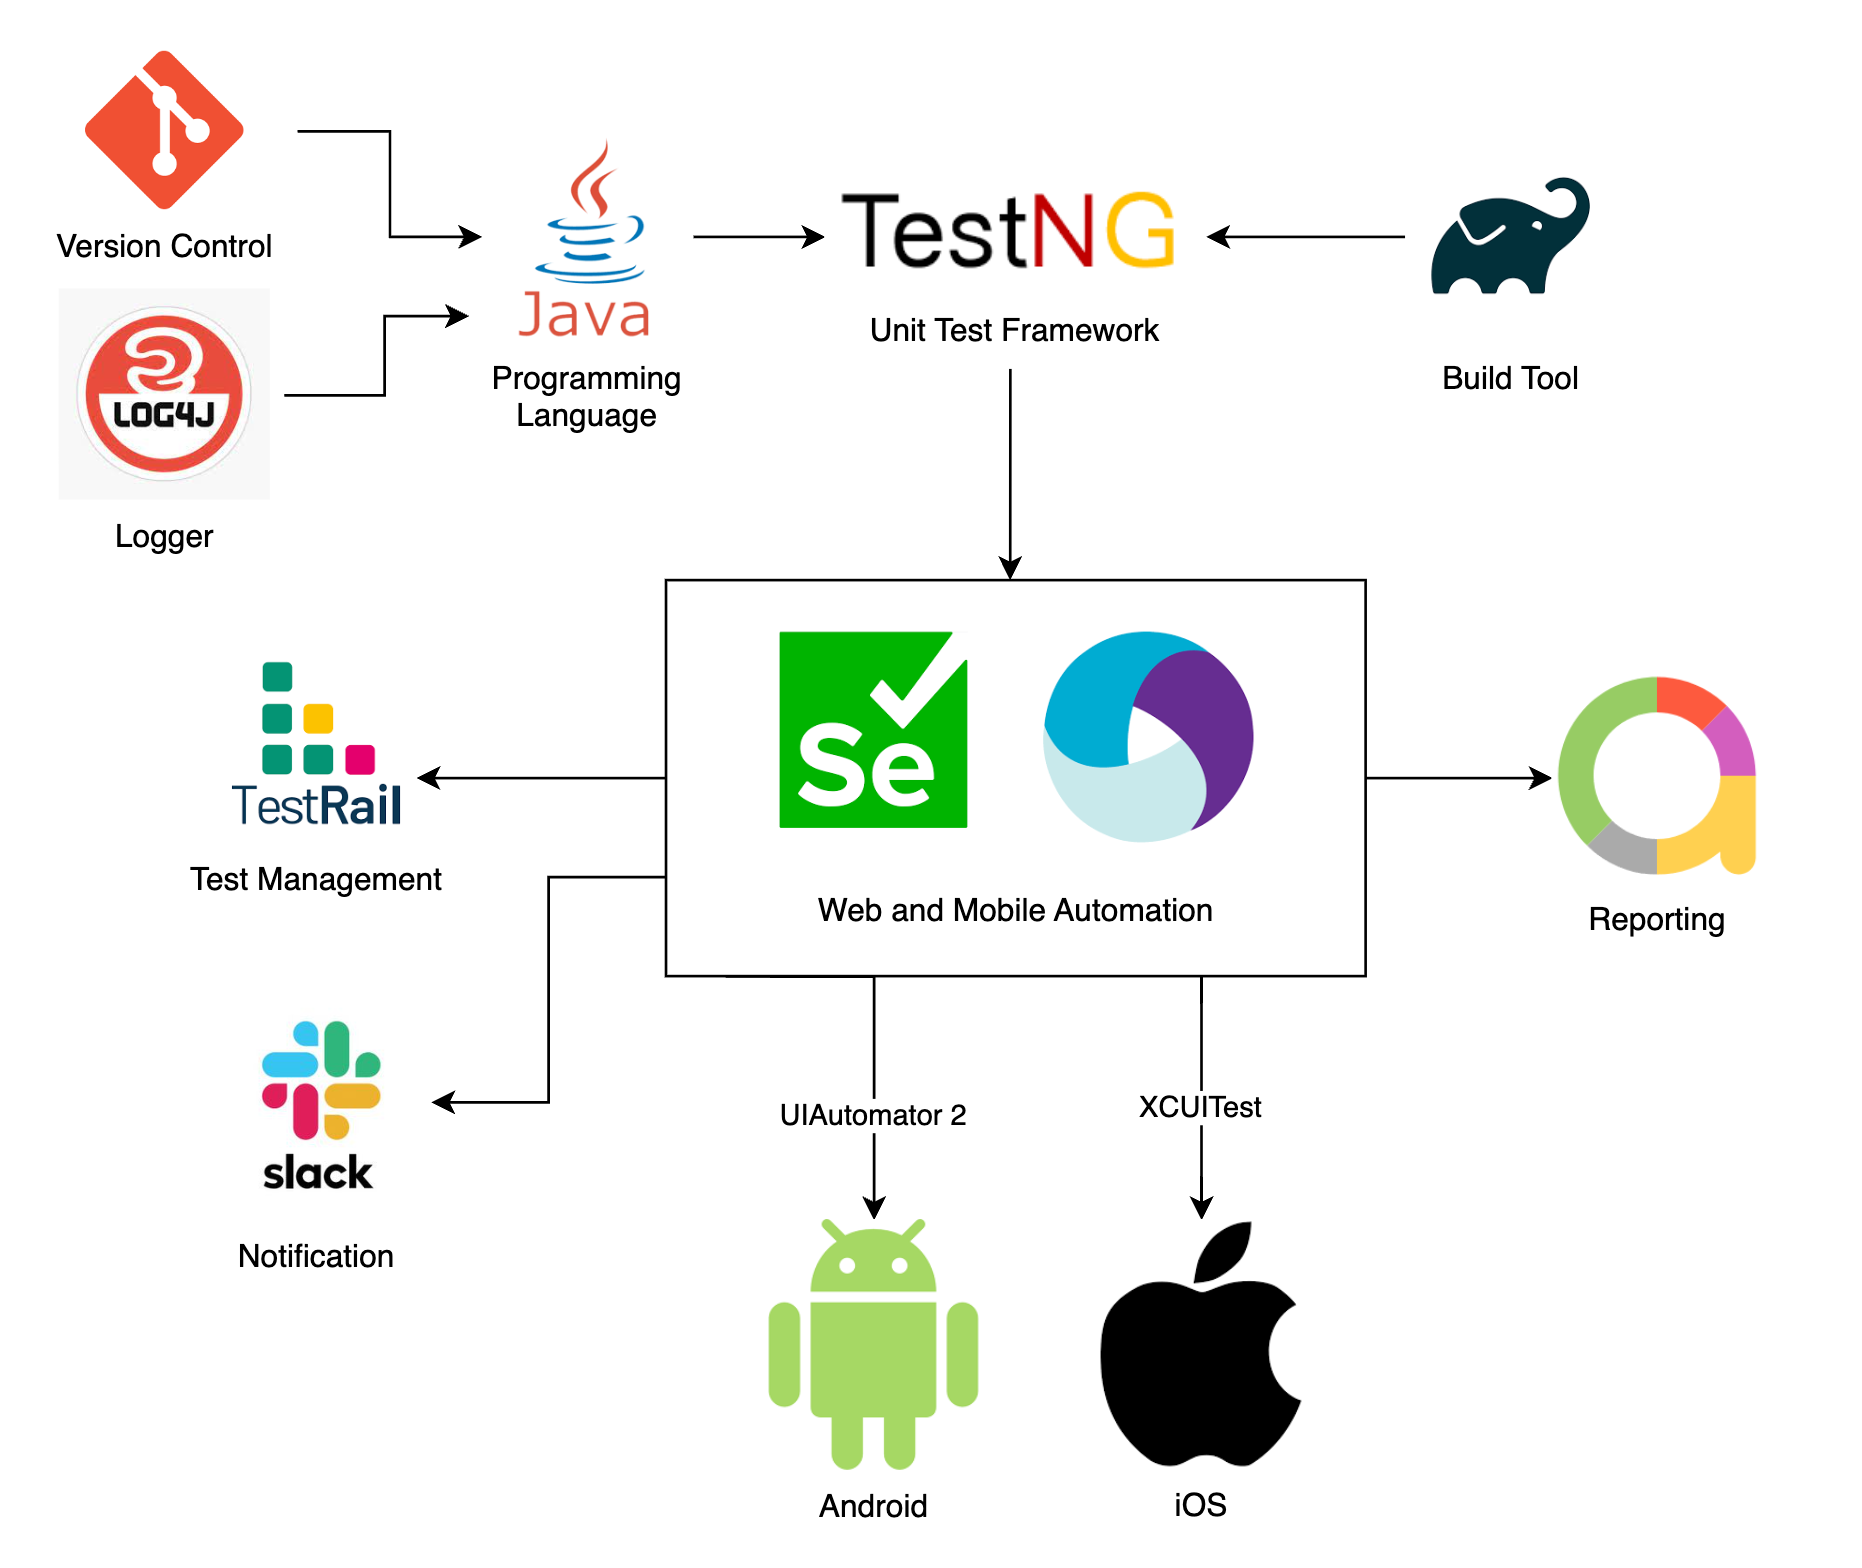 Version Control
LOG4J
Logger
Java
Programming
Language
TestNG
Unit Test Framework
Build Tool
TestRail
Test Management
Se
Web and Mobile Automation
Reporting
slack
Notification
UIAutomator 2
XCUITest
Android
iOS